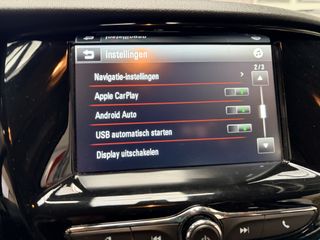 Instellingen
Navigatie-instellingen
2/3
Apple CarPlay
Android Auto
USB automatisch starten
Display uitschakelen